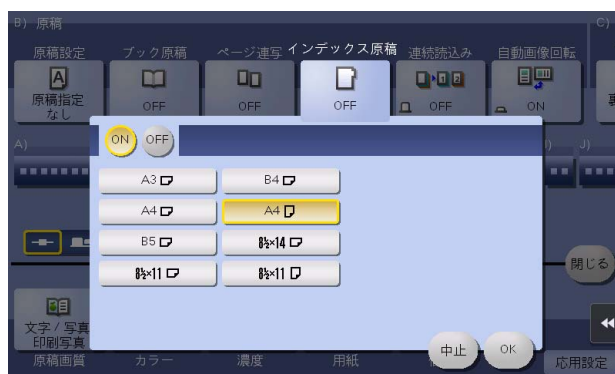 B) 原稿
C)
原稿設定
ブック原稿
ページ連写
インデックス原稿
連続読込み
自動画像回転
原稿指定
なし
OFF
OFF
OFF
OFF
ON
A)
I)
J)
ON
OFF
A3
B4
A4
A4
B5
8½×14
8½×11
8½×11
閉じる
文字/写真
印刷写真
中止
OK
原稿画質
カラー
濃度
用紙
応用設定